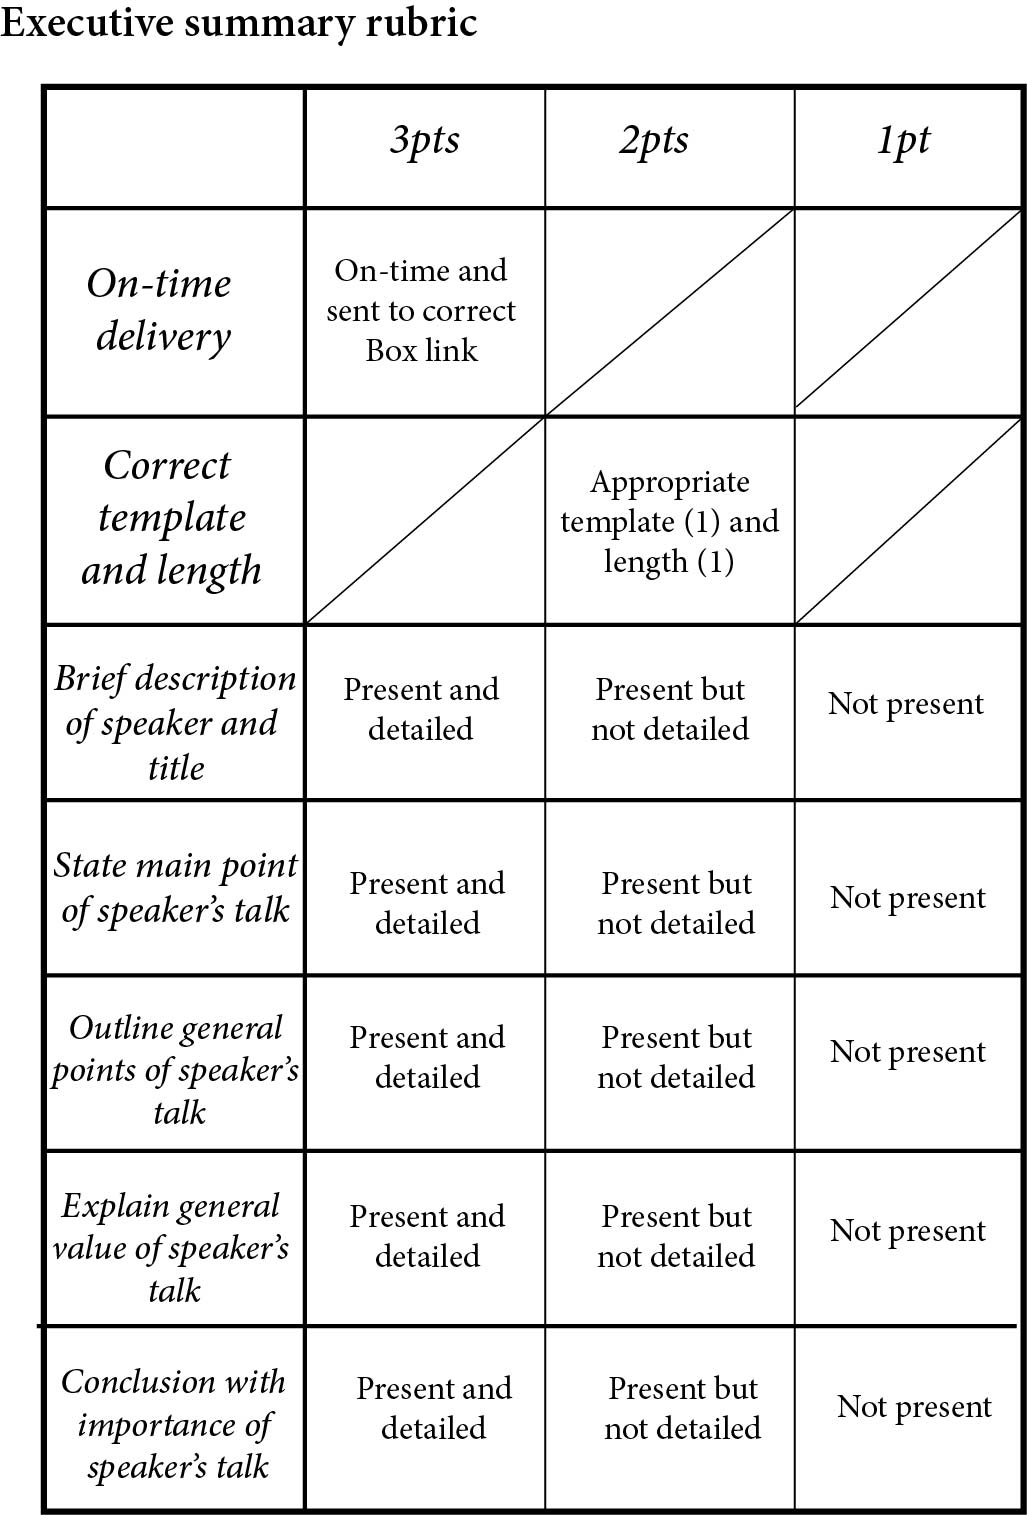 Executive summary rubric
3pts
2pts
1pt
On-time
delivery
On-time and
sent to correct
Box link
Correct
template
and length
Appropriate
template (1) and
length (1)
Brief description
of speaker and
title
Present and
detailed
Present but
not detailed
Not present
State main point
of speaker’s talk
Present and
detailed
Present but
not detailed
Not present
Outline general
points of speaker’s
talk
Present and
detailed
Present but
not detailed
Not present
Explain general
value of speaker’s
talk
Present and
detailed
Present but
not detailed
Not present
Conclusion with
importance of
speaker’s talk
Present and
detailed
Present but
not detailed
Not present